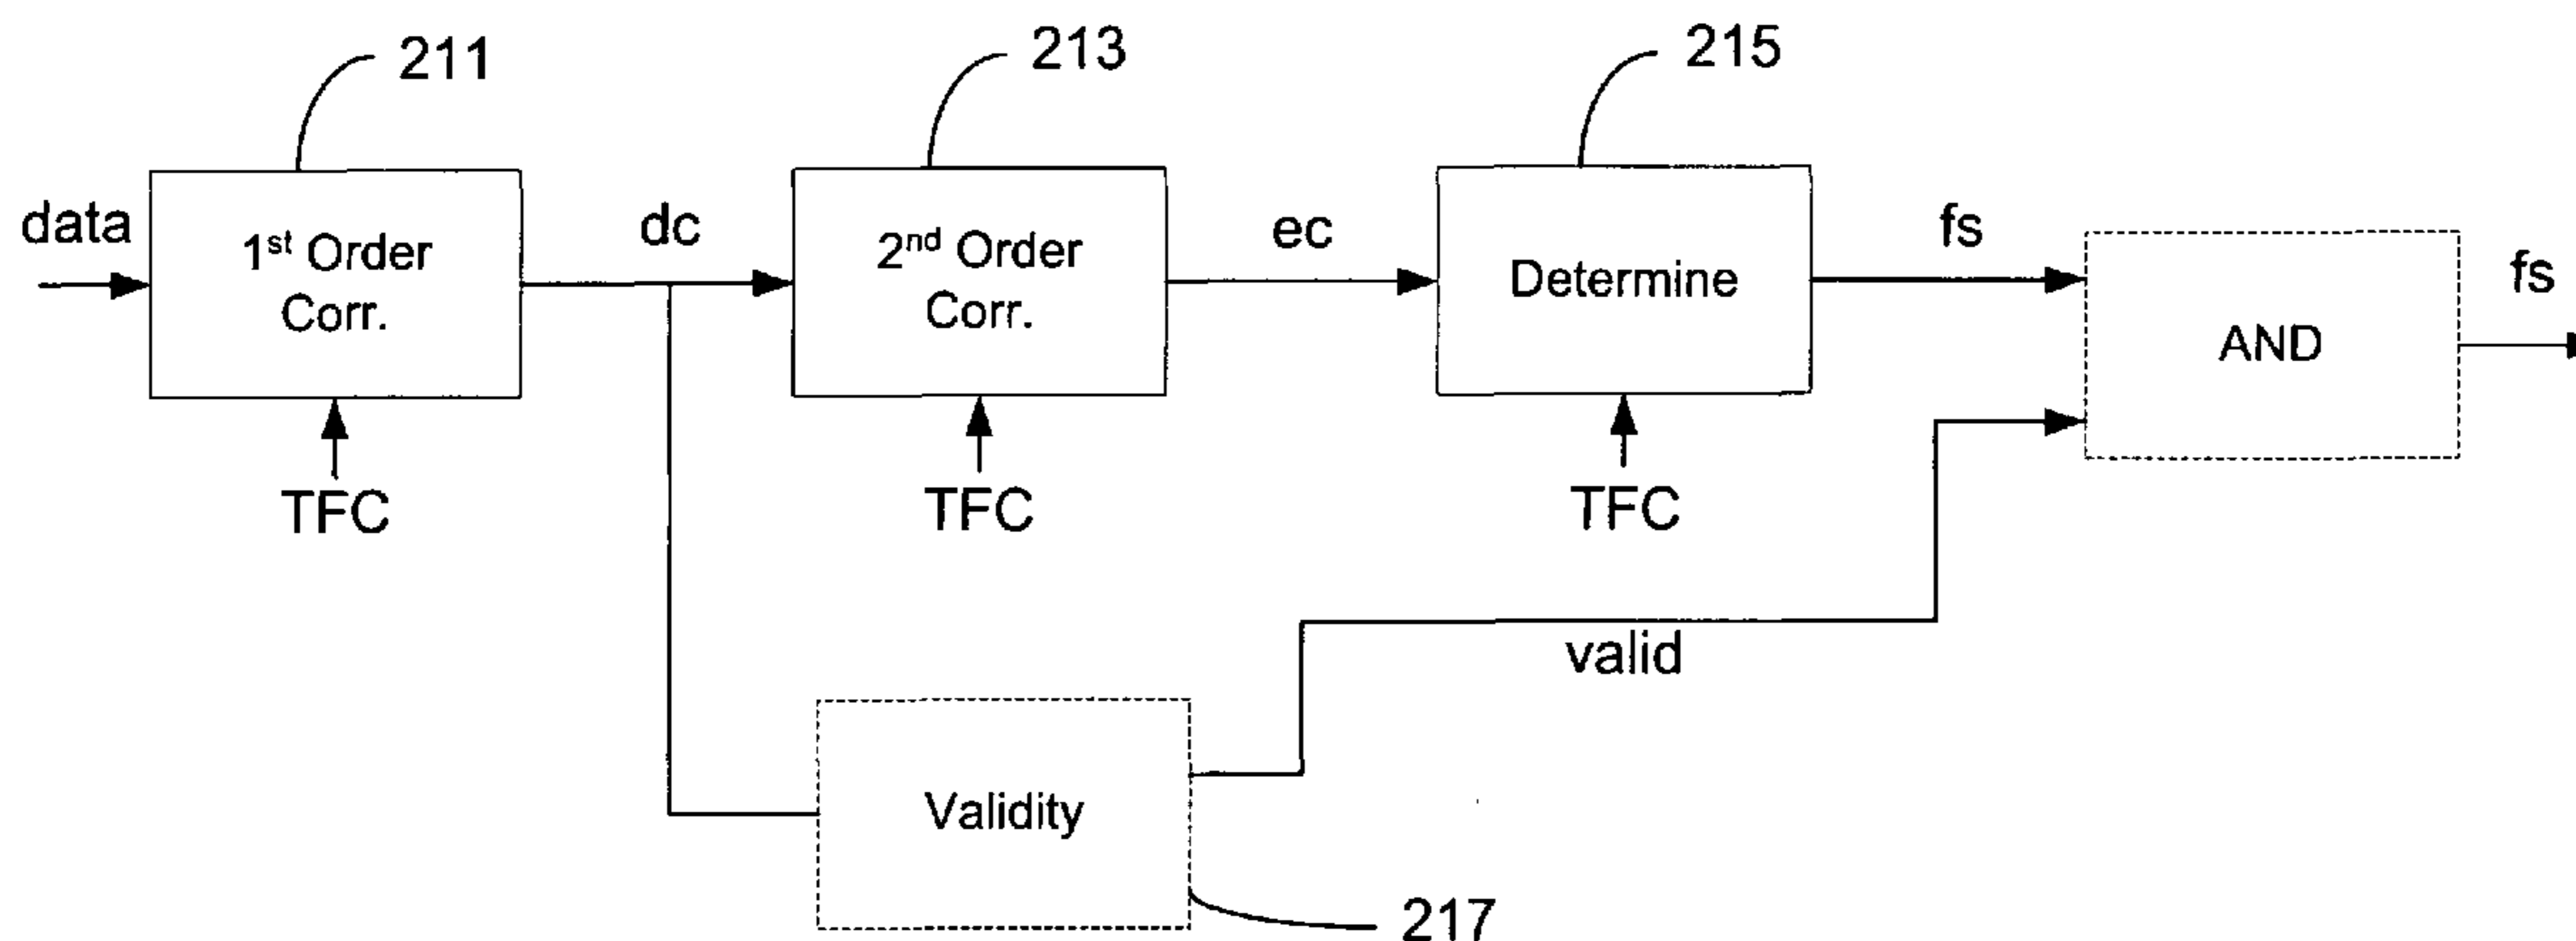 211
213
215
data
1st Order
Corr.
dc
2nd Order
Corr.
ec
Determine
fs
AND
fs
TFC
TFC
TFC
valid
Validity
217